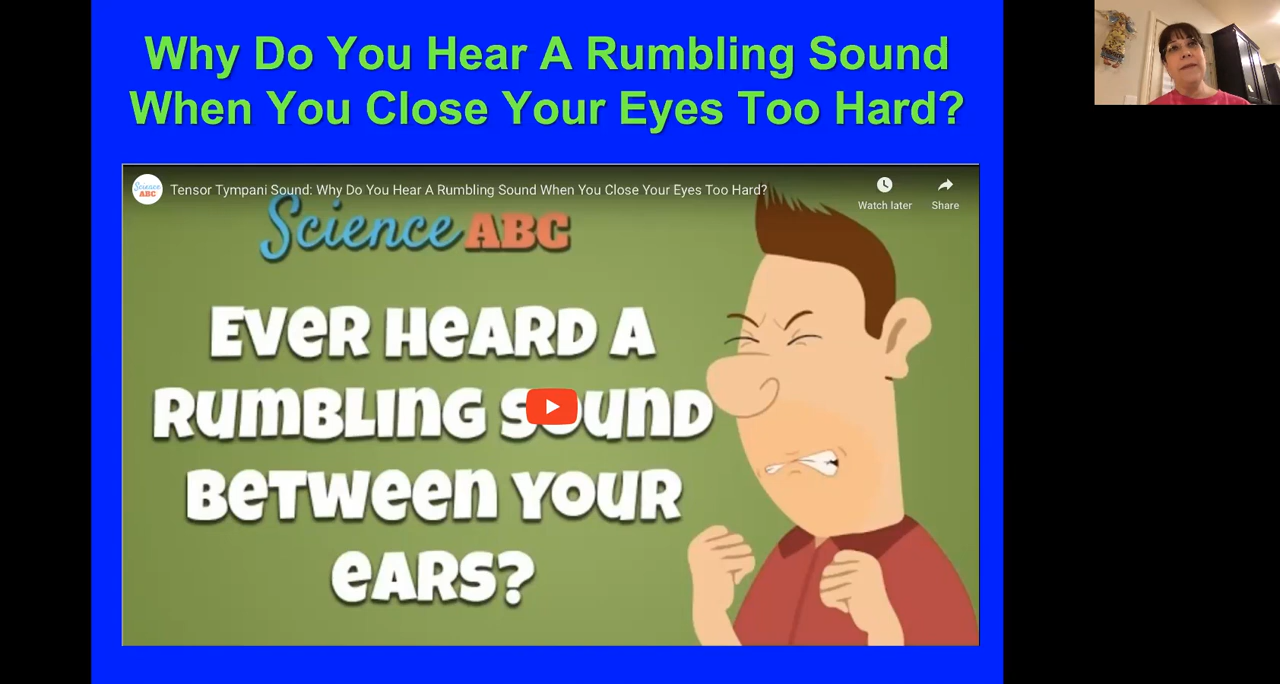 Why Do You Hear A Rumbling Sound
When You Close Your Eyes Too Hard?
Science ABC
Tensor Tympani Sound: Why Do You Hear A Rumbling Sound When You Close Your Eyes Too Hard?
Watch later
Share
Science ABC
Ever heard a
rumbling sound
between your
ears?